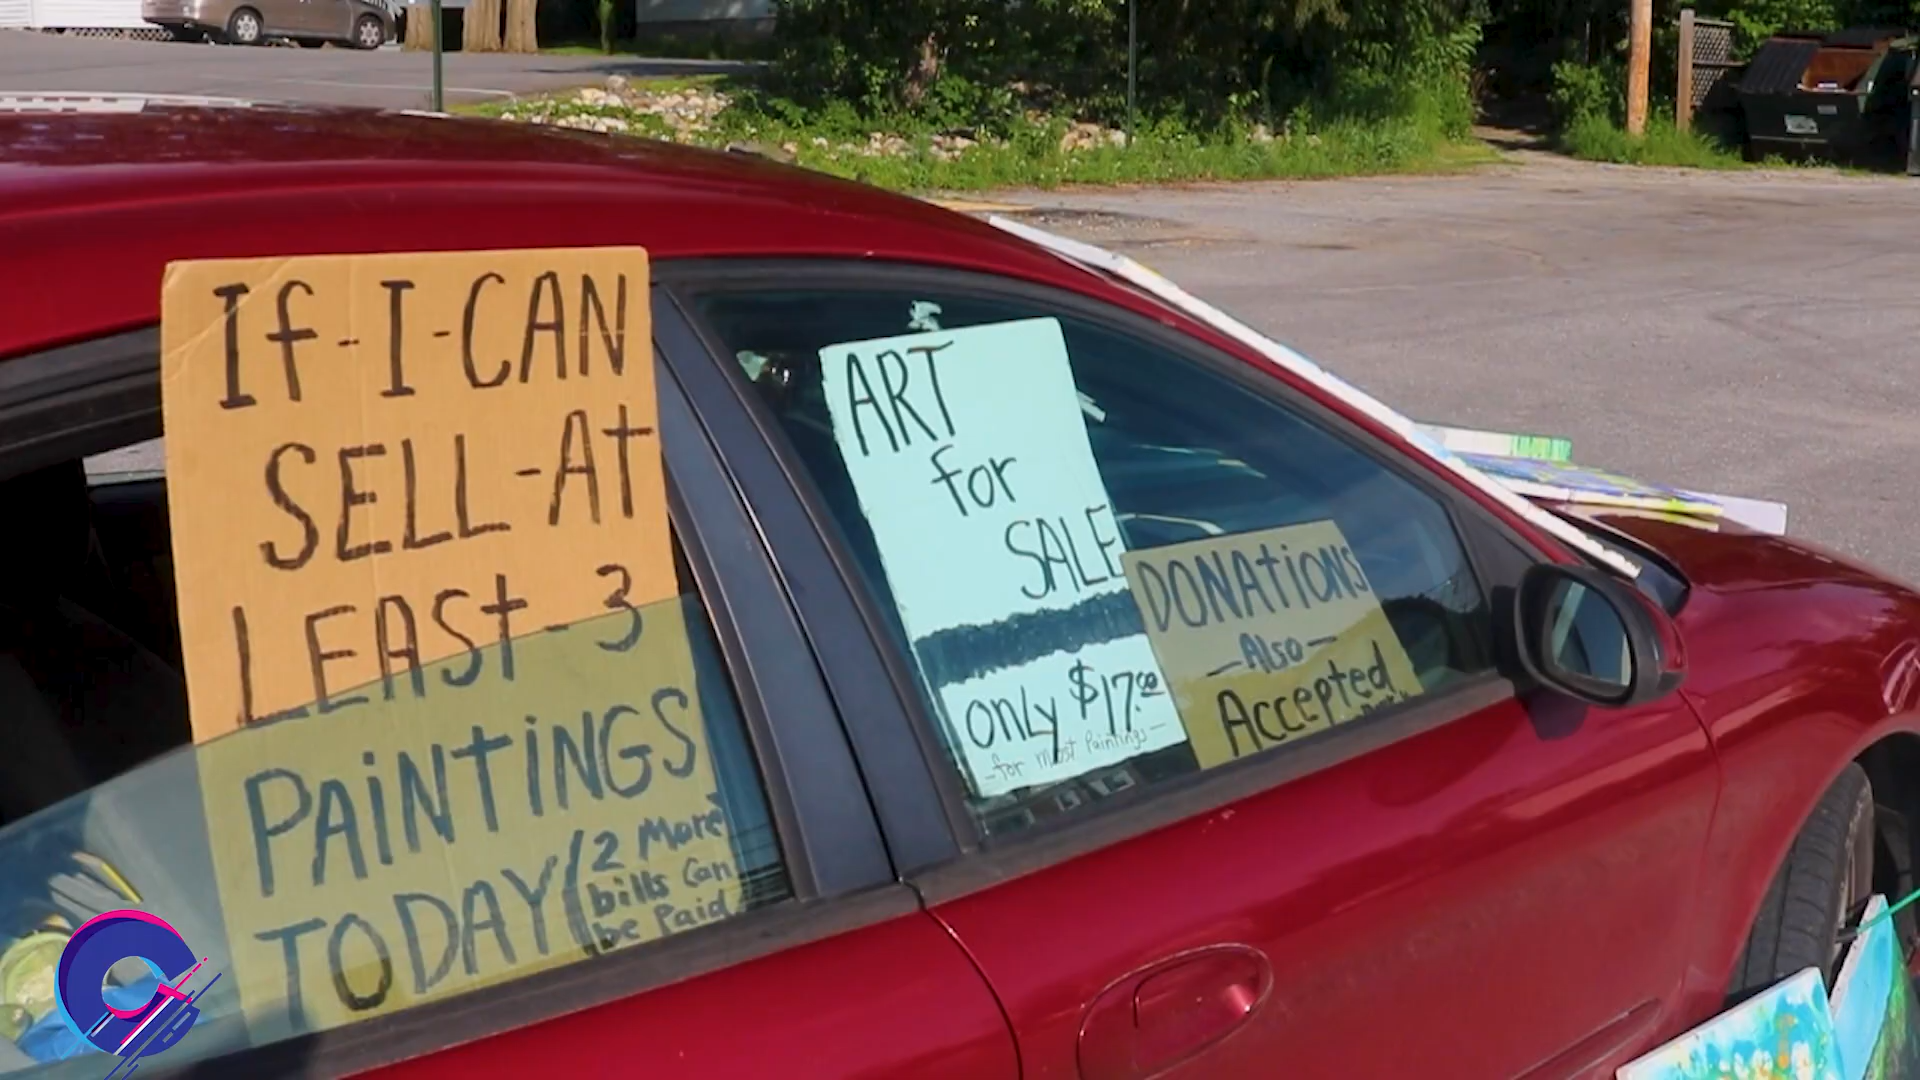 If-I-CAN
SELL-At
LEASt-3
PAiNtiNGS
TODAY (2 More
bills Can
be Paid
ART
for
SALE
only $17.00
-for most Paintings-
DONAtiONS
-Also-
Accepted